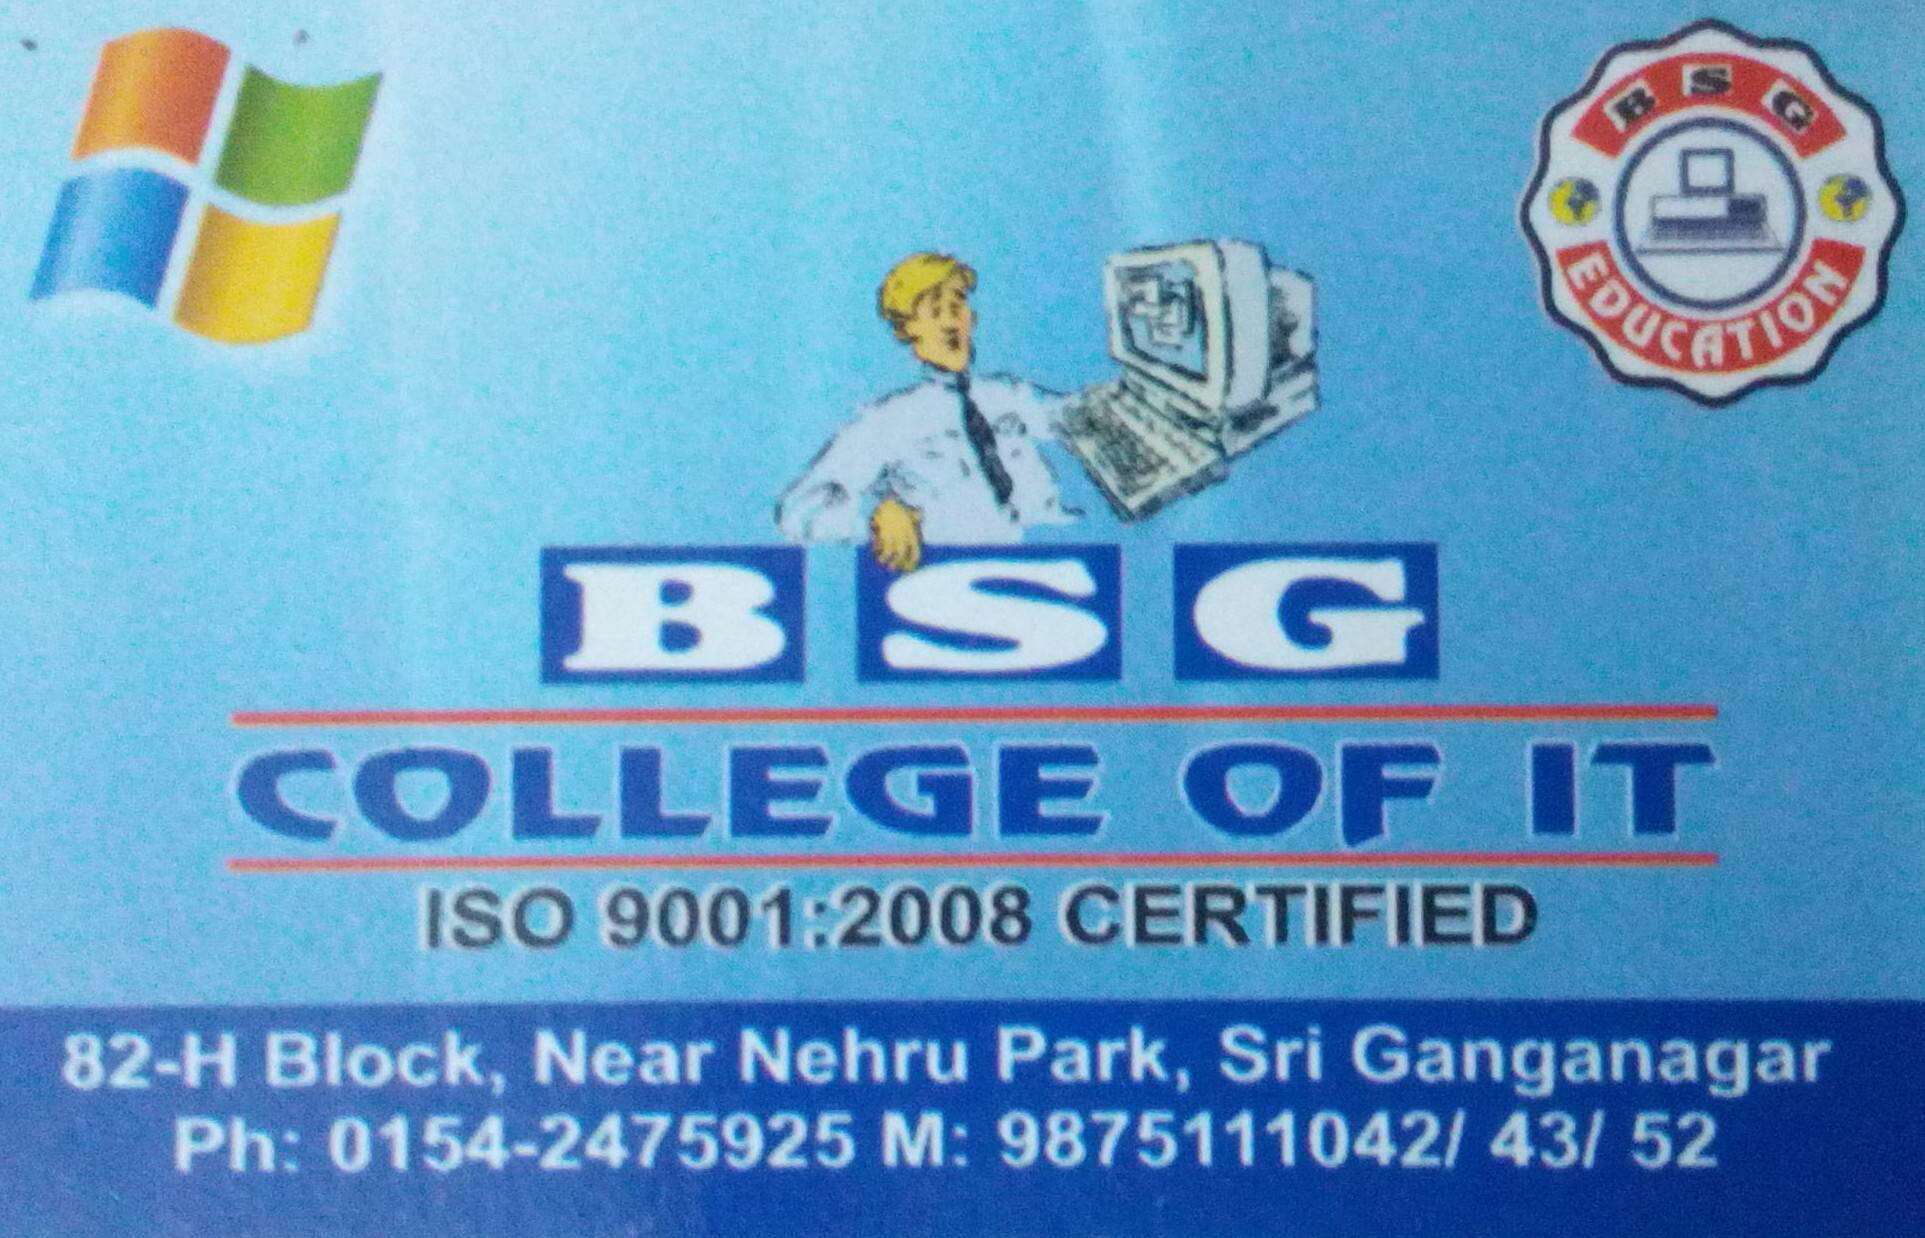 B S G
EDUCATION
B S G
COLLEGE OF IT
ISO 9001:2008 CERTIFIED
82-H Block, Near Nehru Park, Sri Ganganagar
Ph: 0154-2475925 M: 9875111042/ 43/ 52